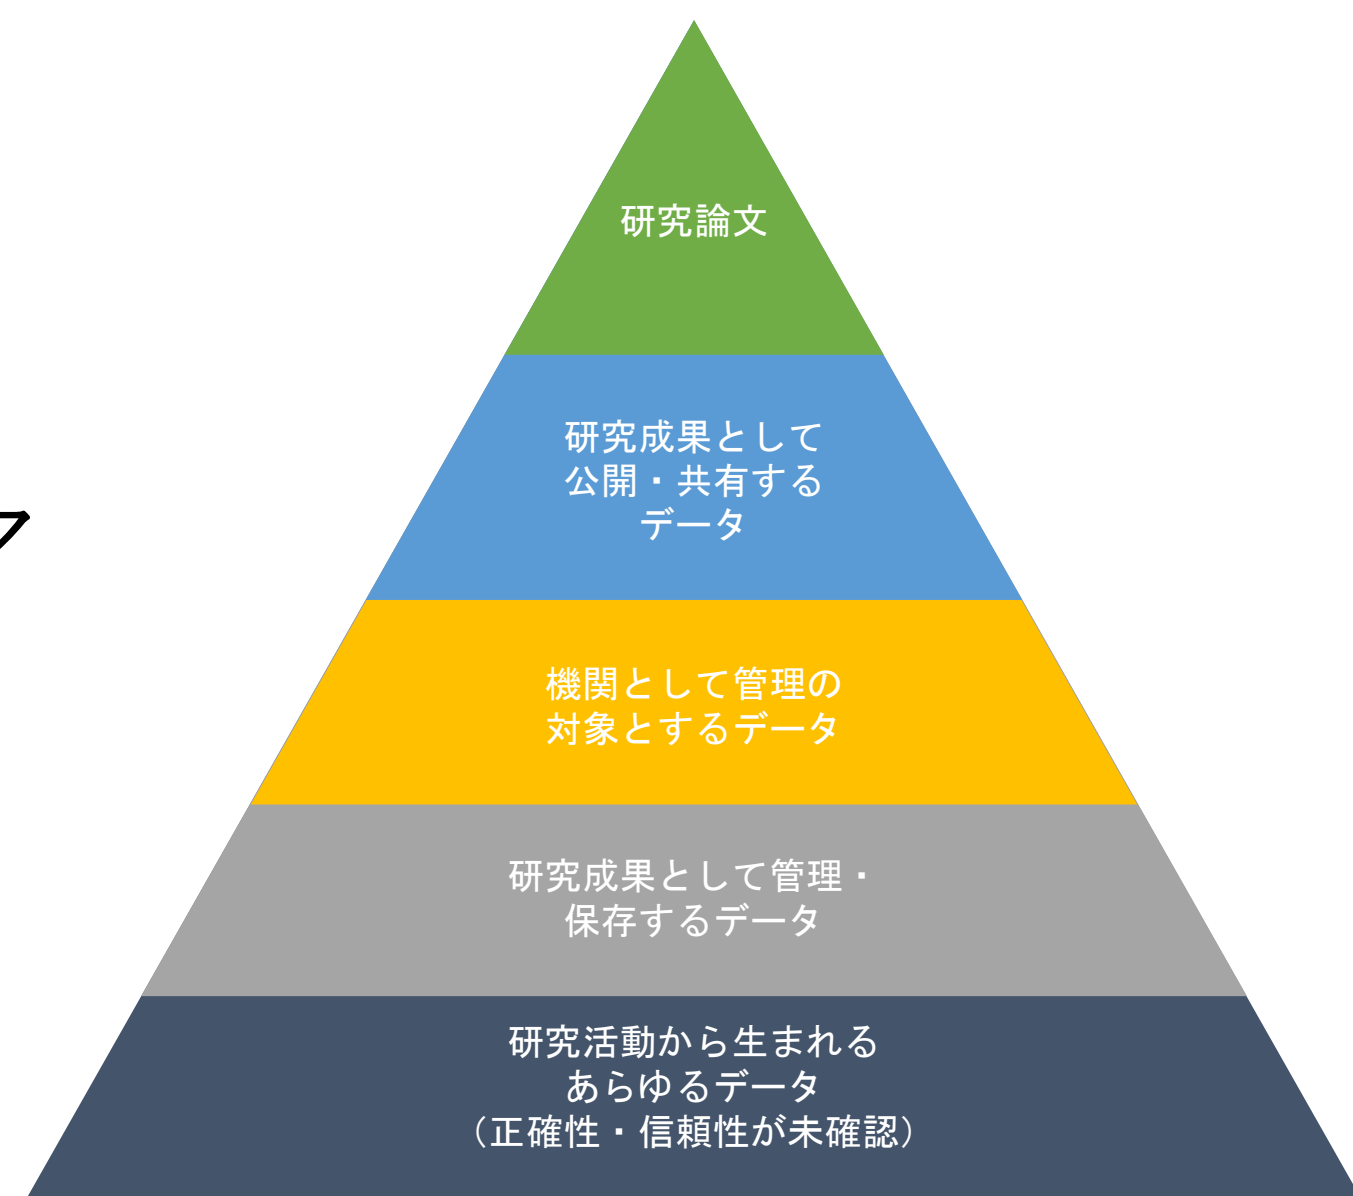 研究論文
研究成果として
公開・共有する
データ
機関として管理の
対象とするデータ
研究成果として管理・
保存するデータ
研究活動から生まれる
あらゆるデータ
（正確性・信頼性が未確認）